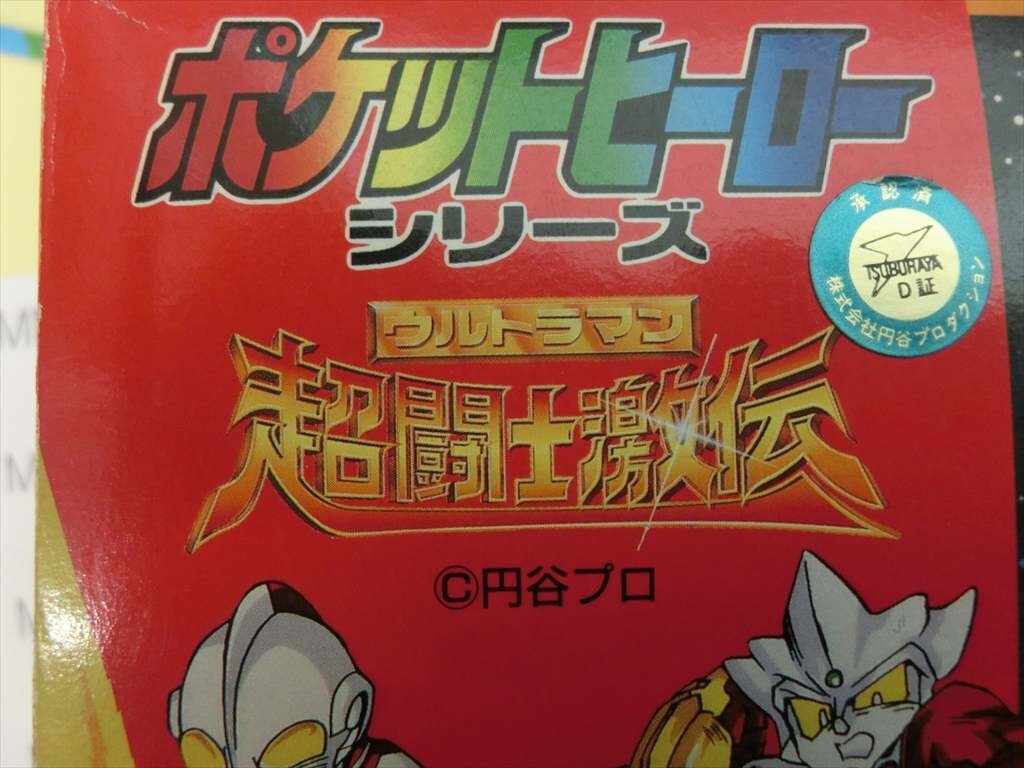 ポケットヒーロー
シリーズ
承認済
TSUBURAYA
D証
株式会社円谷プロダクション
ウルトラマン
超闘士激伝
©円谷プロ